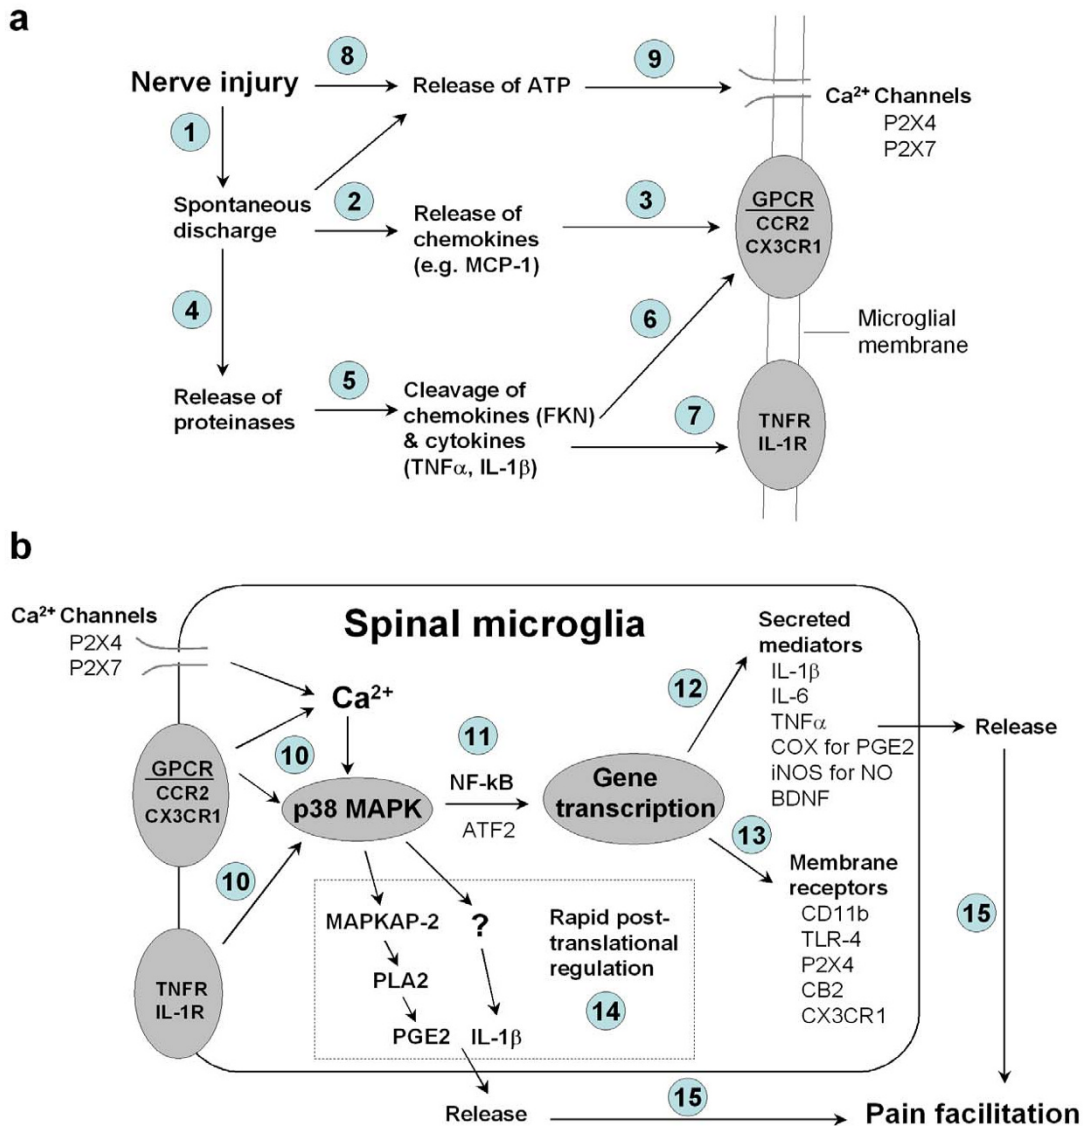 a
8
9
Nerve injury
Release of ATP
Ca²⁺ Channels
P2X4
P2X7
1
Spontaneous
discharge
2
Release of
chemokines
(e.g. MCP-1)
3
GPCR
CCR2
CX3CR1
4
6
Microglial
membrane
Release of
proteinases
5
Cleavage of
chemokines (FKN)
& cytokines
(TNFα, IL-1β)
7
TNFR
IL-1R
b
Ca²⁺ Channels
P2X4
P2X7
Spinal microglia
Secreted
mediators
IL-1β
IL-6
TNFα
COX for PGE2
iNOS for NO
BDNF
12
Release
Ca²⁺
10
11
GPCR
CCR2
CX3CR1
p38 MAPK
NF-kB
ATF2
Gene
transcription
13
Membrane
receptors
CD11b
TLR-4
P2X4
CB2
CX3CR1
10
15
MAPKAP-2
?
Rapid post-
translational
regulation
14
PLA2
PGE2
IL-1β
TNFR
IL-1R
Release
15
Pain facilitation